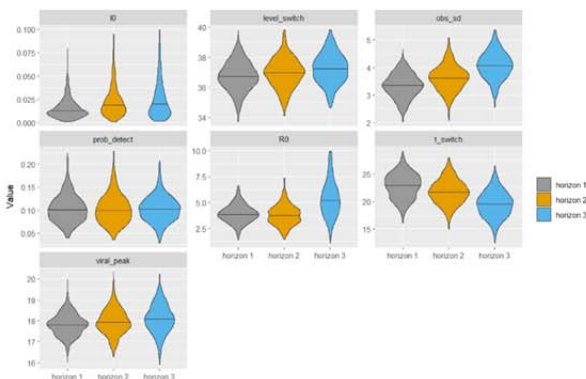 I0
level_switch
obs_sd
0.100
0.075
0.050
0.025
0.000
40
38
36
34
5
4
3
2
prob_detect
R0
t_switch
Value
0.20
0.15
0.10
0.05
10.0
7.5
5.0
2.5
25
20
15
horizon 1
horizon 2
horizon 3
viral_peak
horizon 1
horizon 2
horizon 3
horizon 1
horizon 2
horizon 3
20
19
18
17
16
horizon 1
horizon 2
horizon 3